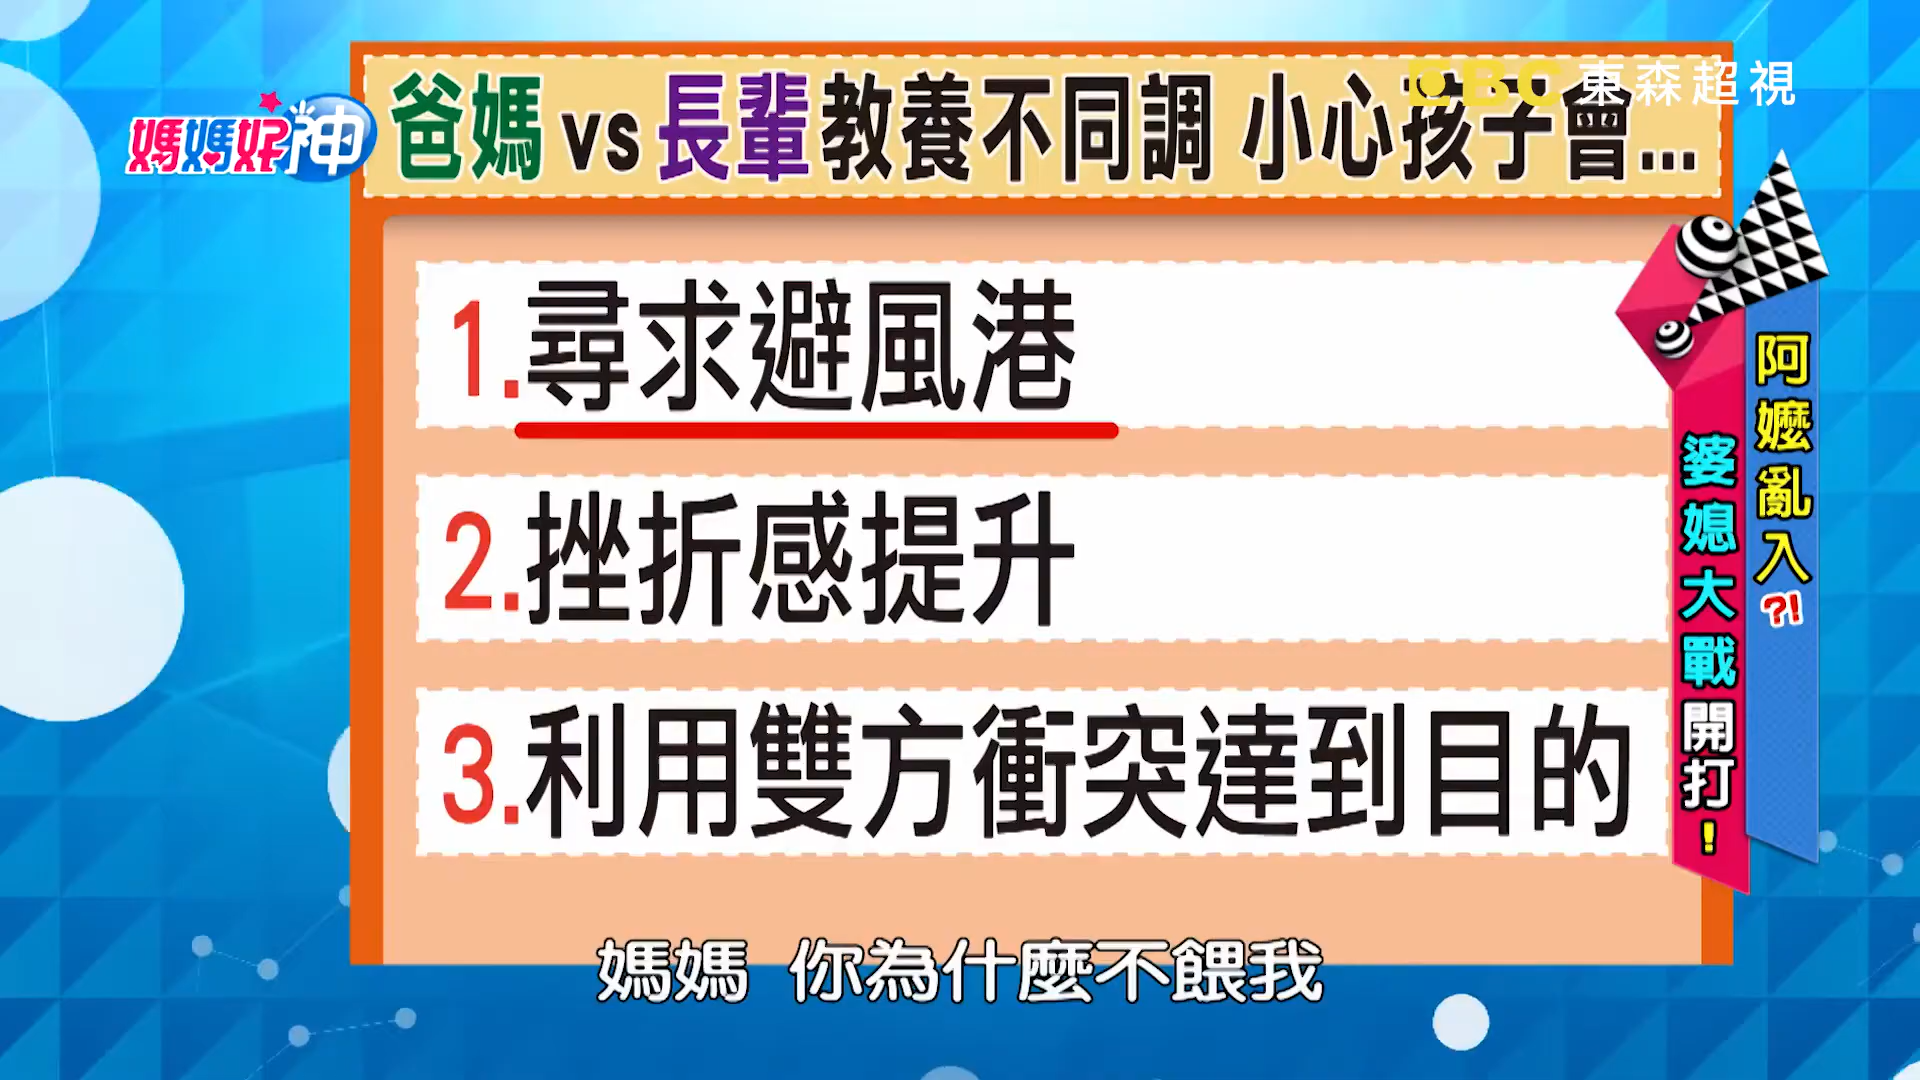 媽媽好神
EBC 東森超視
爸媽 vs 長輩教養不同調 小心孩子會...
1.尋求避風港
2.挫折感提升
3.利用雙方衝突達到目的
阿嬤亂入?!
婆媳大戰開打!
媽媽 你為什麼不餵我